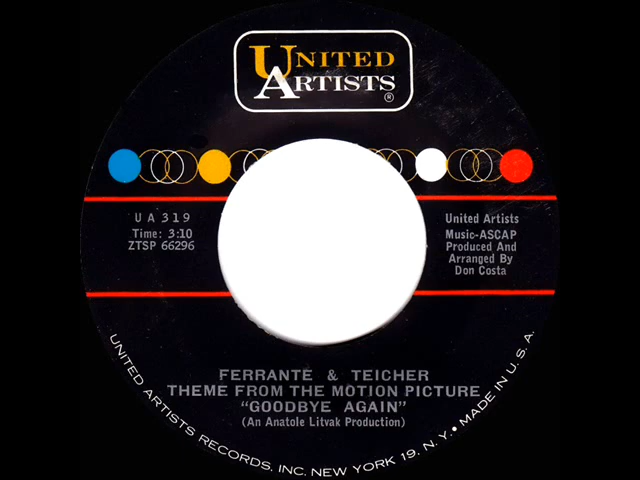 UNITED
ARTISTS
®
UA 319
Time: 3:10
ZTSP 66296
United Artists
Music-ASCAP
Produced And
Arranged By
Don Costa
FERRANTE & TEICHER
THEME FROM THE MOTION PICTURE
"GOODBYE AGAIN"
(An Anatole Litvak Production)
UNITED ARTISTS RECORDS, INC. NEW YORK 19, N. Y. • MADE IN U. S. A.